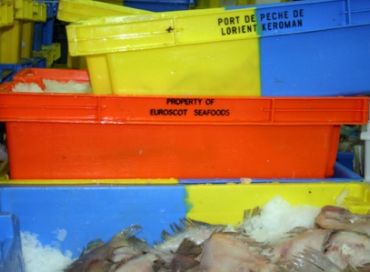 PORT DE PECHE DE
LORIENT KEROMAN
PROPERTY OF
EUROSCOT SEAFOODS